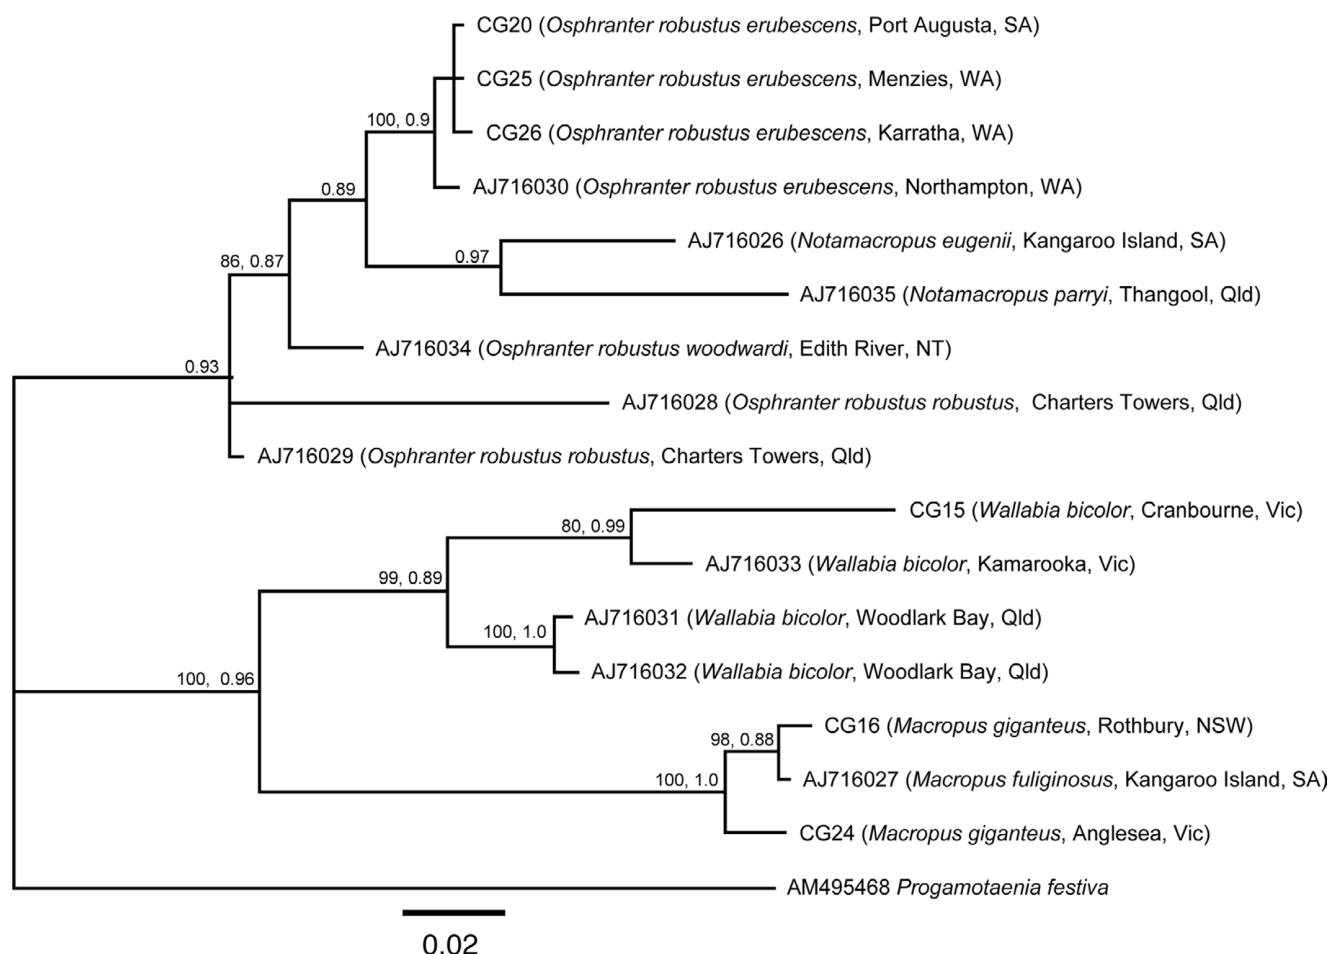 CG20 (Osphranter robustus erubescens, Port Augusta, SA)
CG25 (Osphranter robustus erubescens, Menzies, WA)
100, 0.9
CG26 (Osphranter robustus erubescens, Karratha, WA)
0.89
AJ716030 (Osphranter robustus erubescens, Northampton, WA)
AJ716026 (Notamacropus eugenii, Kangaroo Island, SA)
86, 0.87
0.97
AJ716035 (Notamacropus parryi, Thangool, Qld)
AJ716034 (Osphranter robustus woodwardi, Edith River, NT)
0.93
AJ716028 (Osphranter robustus robustus, Charters Towers, Qld)
AJ716029 (Osphranter robustus robustus, Charters Towers, Qld)
CG15 (Wallabia bicolor, Cranbourne, Vic)
80, 0.99
AJ716033 (Wallabia bicolor, Kamarooka, Vic)
99, 0.89
AJ716031 (Wallabia bicolor, Woodlark Bay, Qld)
100, 1.0
AJ716032 (Wallabia bicolor, Woodlark Bay, Qld)
100, 0.96
CG16 (Macropus giganteus, Rothbury, NSW)
98, 0.88
100, 1.0
AJ716027 (Macropus fuliginosus, Kangaroo Island, SA)
CG24 (Macropus giganteus, Anglesea, Vic)
AM495468 Progamotaenia festiva
0.02